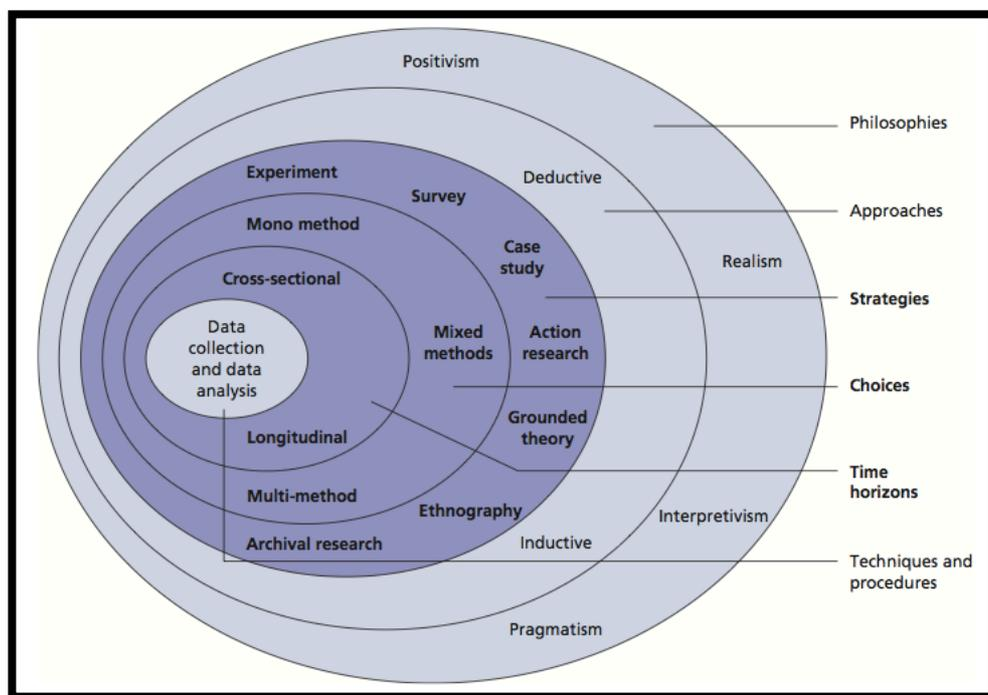 Positivism
Philosophies
Experiment
Deductive
Survey
Approaches
Mono method
Case
study
Realism
Cross-sectional
Strategies
Data
collection
and data
analysis
Mixed
methods
Action
research
Choices
Grounded
theory
Longitudinal
Time
horizons
Multi-method
Ethnography
Interpretivism
Archival research
Inductive
Techniques and
procedures
Pragmatism